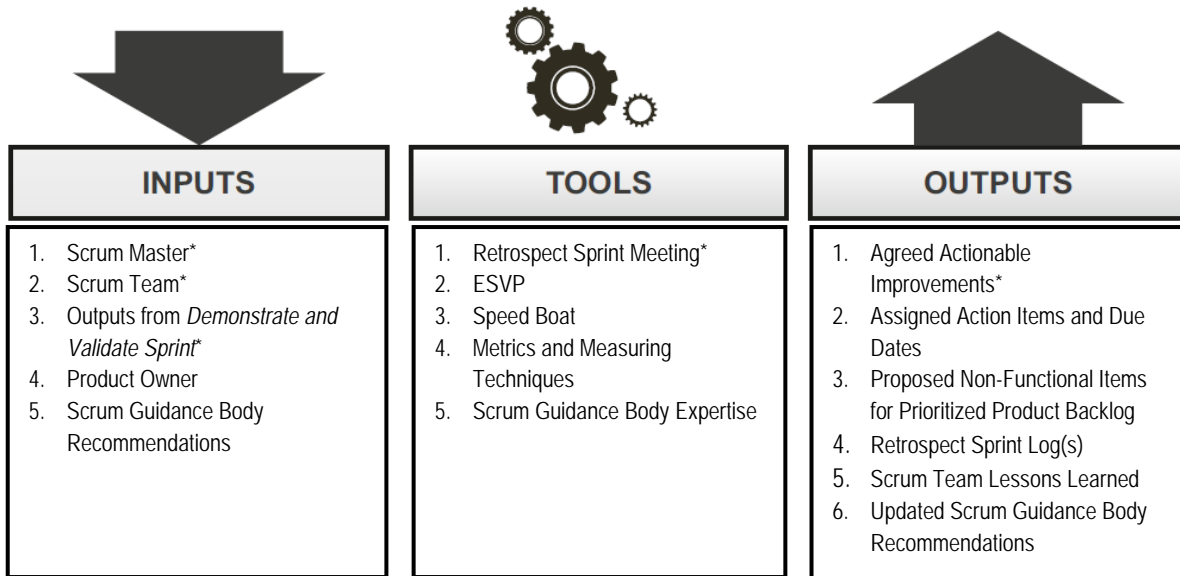 INPUTS
1. Scrum Master*
2. Scrum Team*
3. Outputs from Demonstrate and
Validate Sprint*
4. Product Owner
5. Scrum Guidance Body
Recommendations
TOOLS
1. Retrospect Sprint Meeting*
2. ESVP
3. Speed Boat
4. Metrics and Measuring
Techniques
5. Scrum Guidance Body Expertise
OUTPUTS
1. Agreed Actionable
Improvements*
2. Assigned Action Items and Due
Dates
3. Proposed Non-Functional Items
for Prioritized Product Backlog
4. Retrospect Sprint Log(s)
5. Scrum Team Lessons Learned
6. Updated Scrum Guidance Body
Recommendations